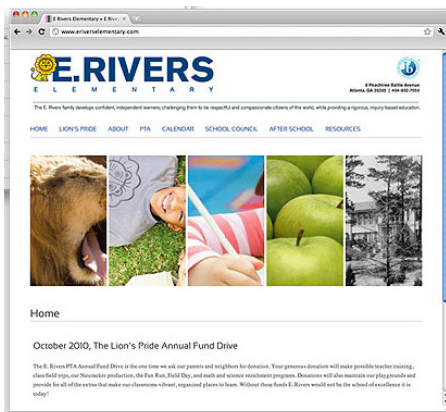 E Rivers Elementary « E Rive
www.eriverselementary.com
E.RIVERS
ELEMENTARY
8 Peachtree Battle Avenue
Atlanta, GA 30305 | 404-802-7050
The E. Rivers family develops confident, independent learners; challenging them to be respectful and compassionate citizens of the world, while providing a rigorous, inquiry based education.
HOME LION'S PRIDE ABOUT PTA CALENDAR SCHOOL COUNCIL AFTER SCHOOL RESOURCES
Home
October 2010, The Lion's Pride Annual Fund Drive
The E. Rivers PTA Annual Fund Drive is the one time we ask our parents and neighbors for donation. Your generous donation will make possible teacher training,
class field trips, our Nutcracker production, the Fun Run, Field Day, and math and science enrichment programs. Donations will also maintain our playgrounds and
provide for all of the extras that make our classrooms vibrant, organized places to learn. Without these funds E. Rivers would not be the school of excellence it is
today!